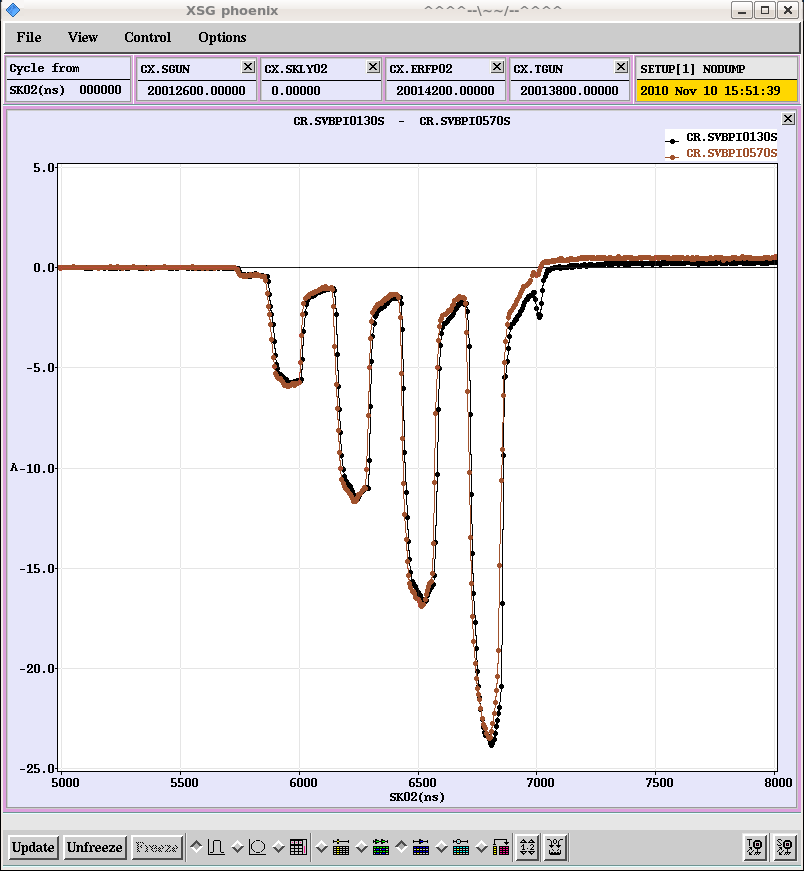 XSG phoenix ^^^^--\~~/--^^^^
File View Control Options
Cycle from CX.SGUN CX.SKLY02 CX.ERFP02 CX.TGUN SETUP[1] NODUMP
SK02(ns) 000000 20012600.00000 0.00000 20014200.00000 20013800.00000 2010 Nov 10 15:51:39
CR.SVBPI0130S - CR.SVBPI0570S
CR.SVBPI0130S
CR.SVBPI0570S
5.0
0.0
-5.0
A -10.0
-15.0
-20.0
-25.0
5000 5500 6000 6500 7000 7500 8000
SK02(ns)
Update Unfreeze Freeze